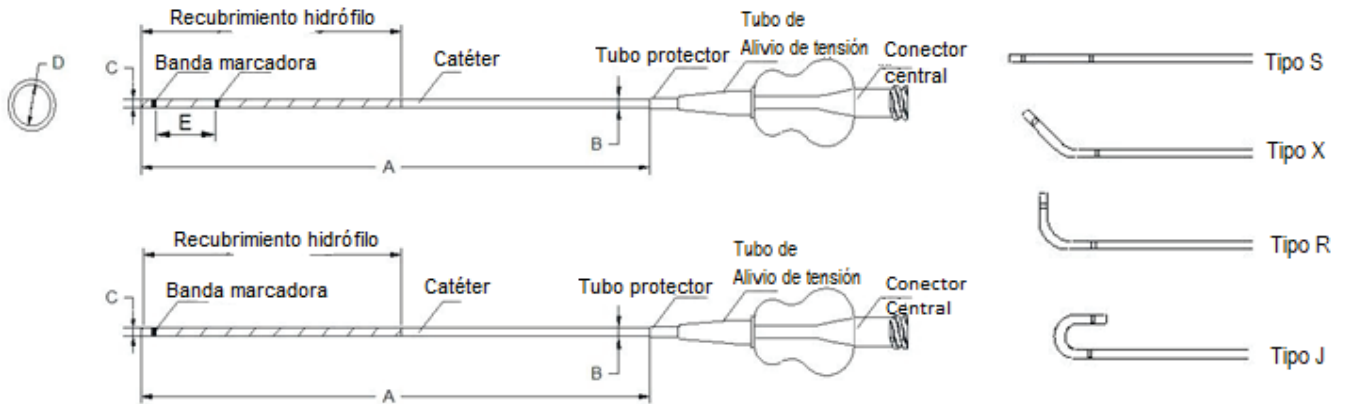 Recubrimiento hidrófilo
Tubo de
Alivio de tensión
Conector
central
Tubo protector
Catéter
Banda marcadora
C
D
E
B
A
Recubrimiento hidrófilo
Tubo de
Alivio de tensión
Conector
Central
Tubo protector
Catéter
Banda marcadora
C
B
A
Tipo S
Tipo X
Tipo R
Tipo J